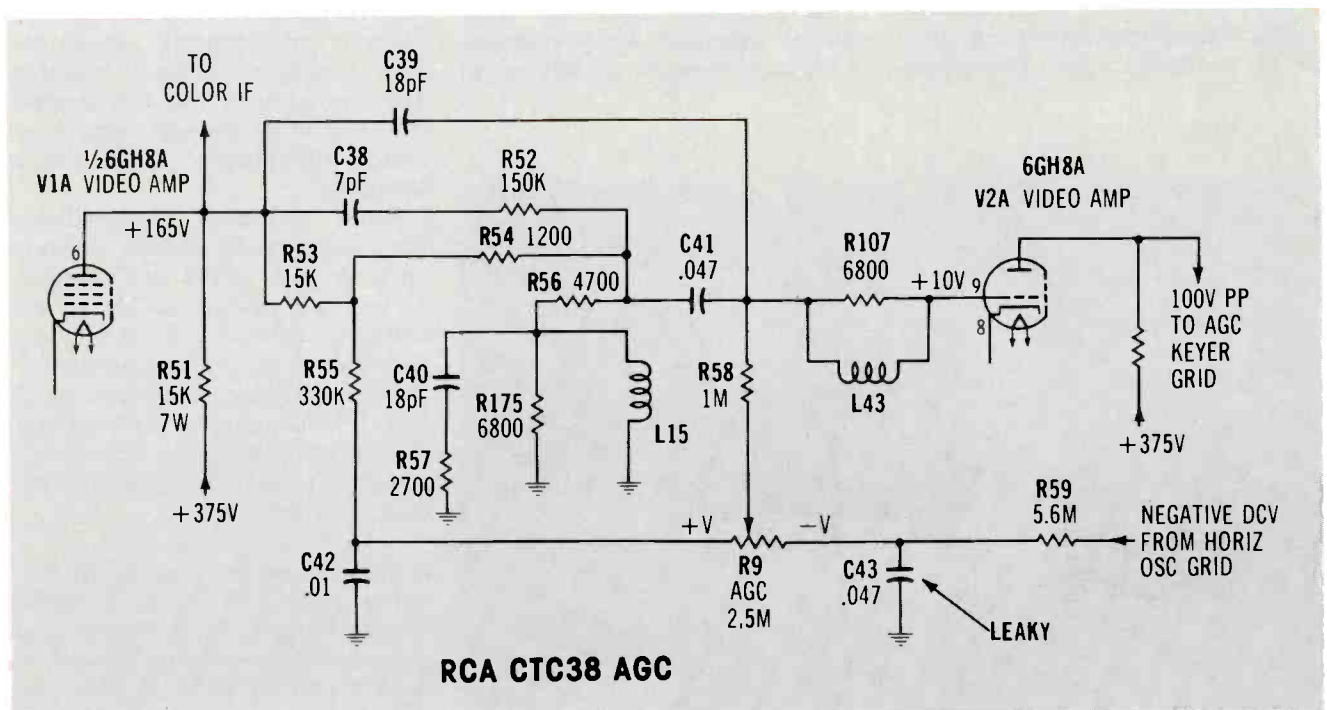 TO
COLOR IF
C39
18pF
½6GH8A
V1A VIDEO AMP
C38
7pF
R52
150K
6GH8A
V2A VIDEO AMP
+165V
6
R53
15K
R54 1200
R56 4700
C41
.047
R107
6800
+10V
9
8
100V PP
TO AGC
KEYER
GRID
R51
15K
7W
R55
330K
C40
18pF
R175
6800
L15
R58
1M
L43
+375V
R57
2700
+375V
R59
5.6M
NEGATIVE DCV
FROM HORIZ
OSC GRID
+V
−V
C42
.01
R9
AGC
2.5M
C43
.047
LEAKY
RCA CTC38 AGC